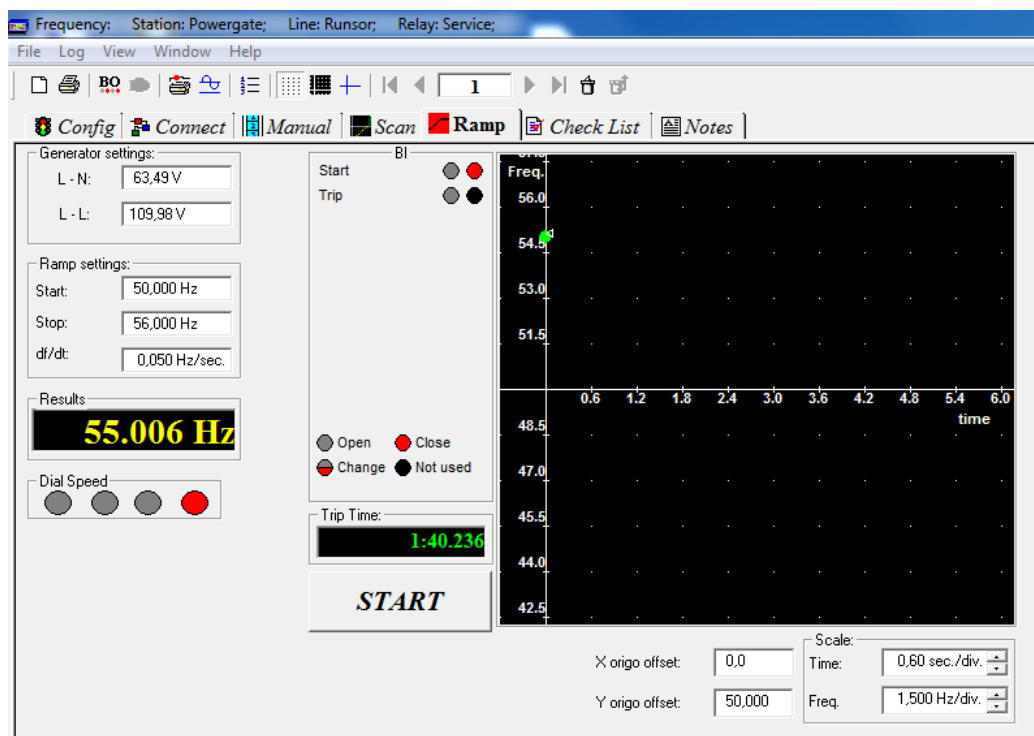 Frequency: Station: Powergate; Line: Runsor; Relay: Service;
File Log View Window Help
BO 1
Config Connect Manual Scan Ramp Check List Notes
Generator settings:
L - N: 63,49 V
L - L: 109,98 V
Ramp settings:
Start: 50,000 Hz
Stop: 56,000 Hz
df/dt: 0,050 Hz/sec.
Results
55.006 Hz
Dial Speed
BI
Start
Trip
Open Close
Change Not used
Trip Time:
1:40.236
START
Freq.
56.0
54.5
53.0
51.5
0.6 1.2 1.8 2.4 3.0 3.6 4.2 4.8 5.4 6.0
time
48.5
47.0
45.5
44.0
42.5
X origo offset: 0,0
Y origo offset: 50,000
Scale:
Time: 0,60 sec./div.
Freq. 1,500 Hz/div.